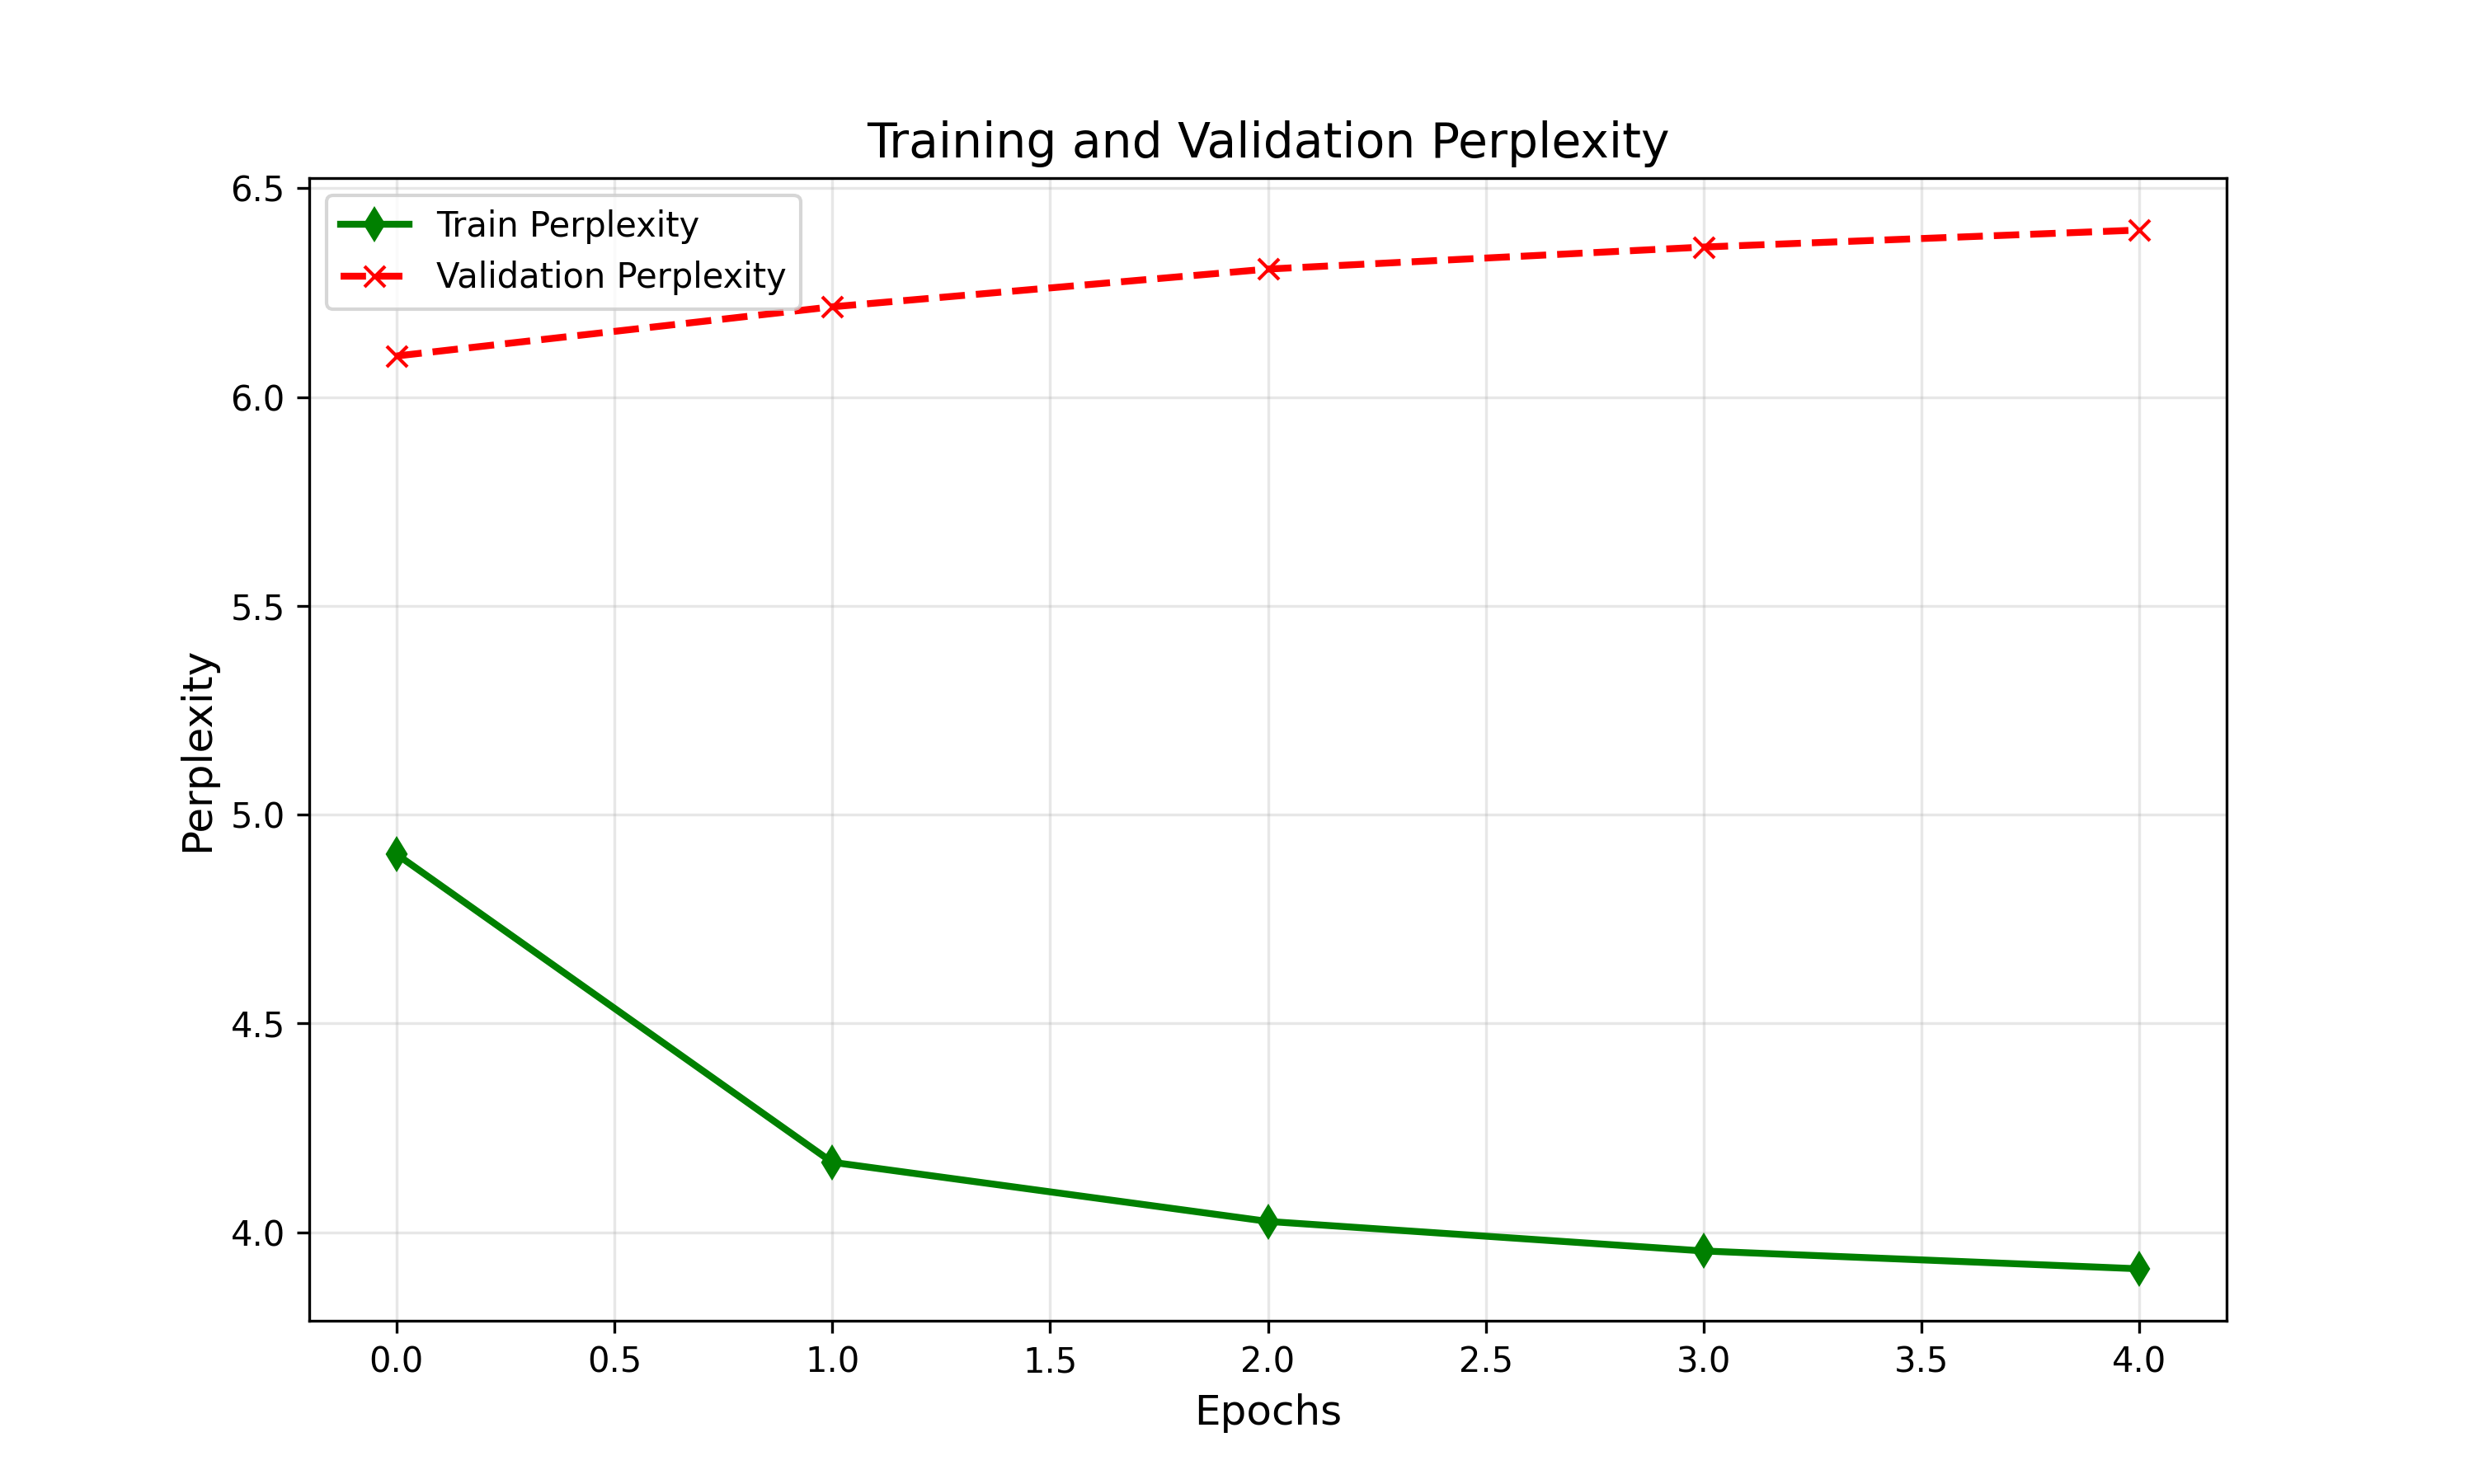 Training and Validation Perplexity
Train Perplexity
Validation Perplexity
Perplexity
6.5
6.0
5.5
5.0
4.5
4.0
0.0 0.5 1.0 1.5 2.0 2.5 3.0 3.5 4.0
Epochs